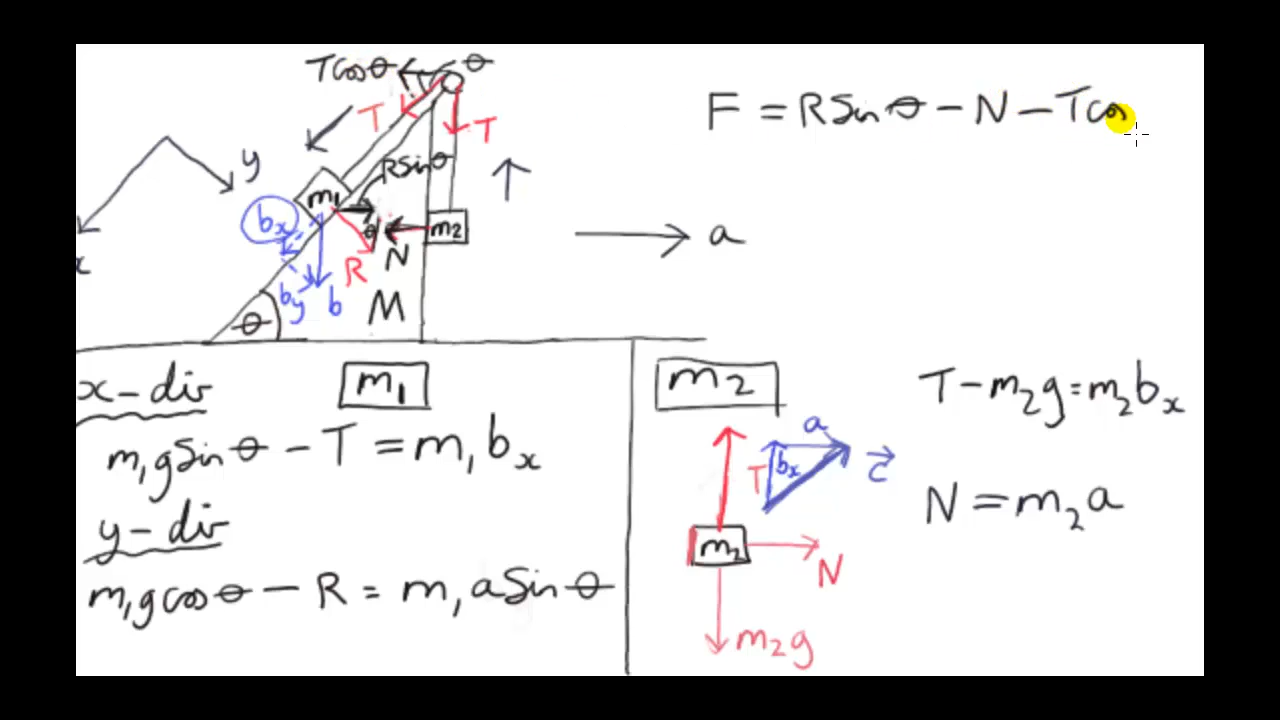 Tcosθ
θ
T
T
y
Rsinθ
m₁
bₓ
θ
m₂
N
R
b_y
b
M
θ
F = RSinθ - N - Tcos
a
x-dir
m₁
m₁gSinθ - T = m₁bₓ
y-dir
m₁gcosθ - R = m₁aSinθ
m₂
T - m₂g = m₂bₓ
a
bₓ
c
T
N = m₂a
m₂
N
m₂g